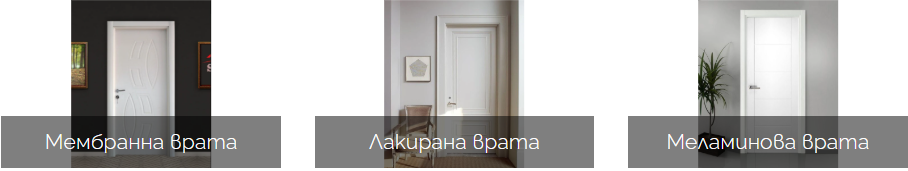 Мембранна врата
Лакирана врата
Меламинова врата